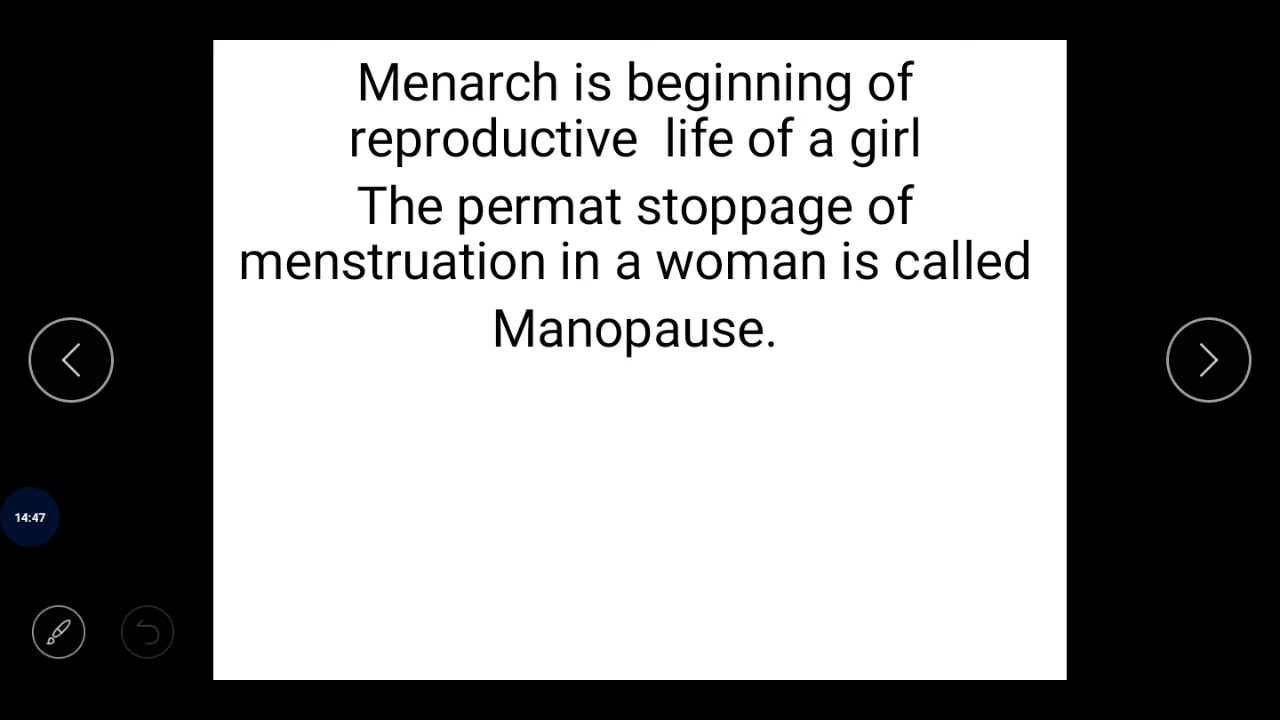 Menarch is beginning of
reproductive life of a girl
The permat stoppage of
menstruation in a woman is called
Manopause.
14:47